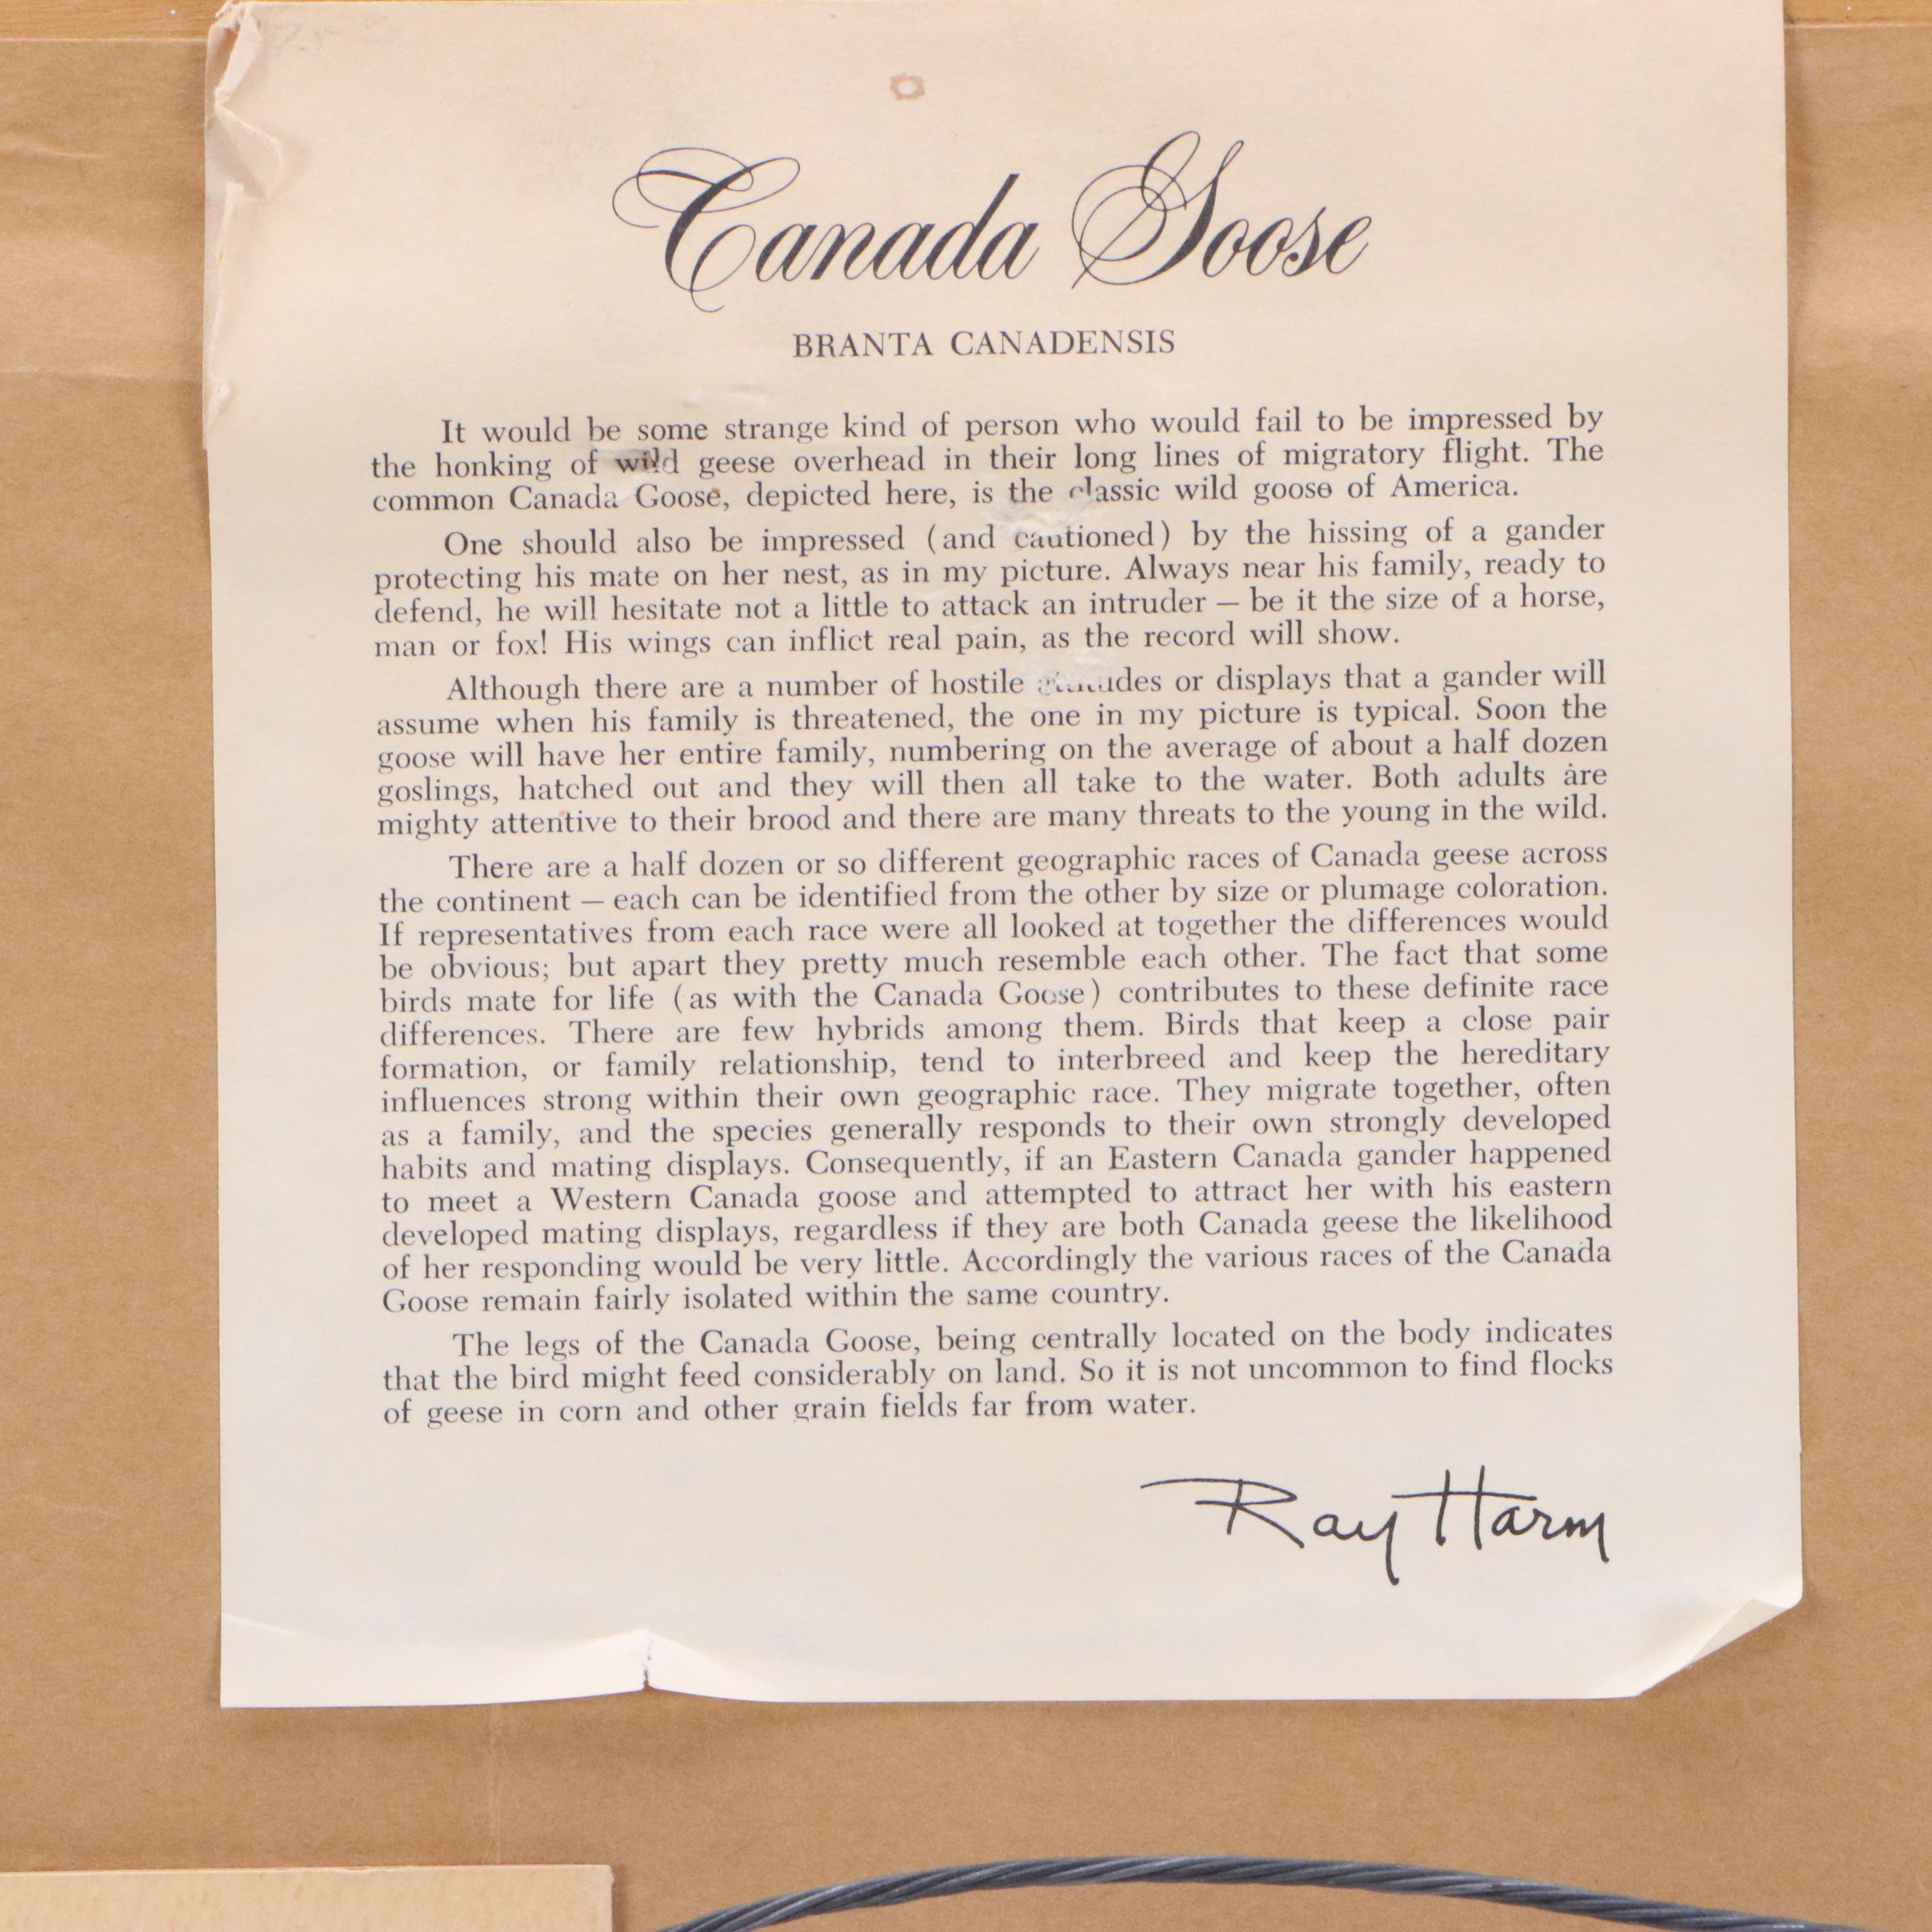 Canada Goose
BRANTA CANADENSIS
It would be some strange kind of person who would fail to be impressed by
the honking of wild geese overhead in their long lines of migratory flight. The
common Canada Goose, depicted here, is the classic wild goose of America.
One should also be impressed (and cautioned) by the hissing of a gander
protecting his mate on her nest, as in my picture. Always near his family, ready to
defend, he will hesitate not a little to attack an intruder — be it the size of a horse,
man or fox! His wings can inflict real pain, as the record will show.
Although there are a number of hostile attitudes or displays that a gander will
assume when his family is threatened, the one in my picture is typical. Soon the
goose will have her entire family, numbering on the average of about a half dozen
goslings, hatched out and they will then all take to the water. Both adults are
mighty attentive to their brood and there are many threats to the young in the wild.
There are a half dozen or so different geographic races of Canada geese across
the continent — each can be identified from the other by size or plumage coloration.
If representatives from each race were all looked at together the differences would
be obvious; but apart they pretty much resemble each other. The fact that some
birds mate for life (as with the Canada Goose) contributes to these definite race
differences. There are few hybrids among them. Birds that keep a close pair
formation, or family relationship, tend to interbreed and keep the hereditary
influences strong within their own geographic race. They migrate together, often
as a family, and the species generally responds to their own strongly developed
habits and mating displays. Consequently, if an Eastern Canada gander happened
to meet a Western Canada goose and attempted to attract her with his eastern
developed mating displays, regardless if they are both Canada geese the likelihood
of her responding would be very little. Accordingly the various races of the Canada
Goose remain fairly isolated within the same country.
The legs of the Canada Goose, being centrally located on the body indicates
that the bird might feed considerably on land. So it is not uncommon to find flocks
of geese in corn and other grain fields far from water.
Ray Harm